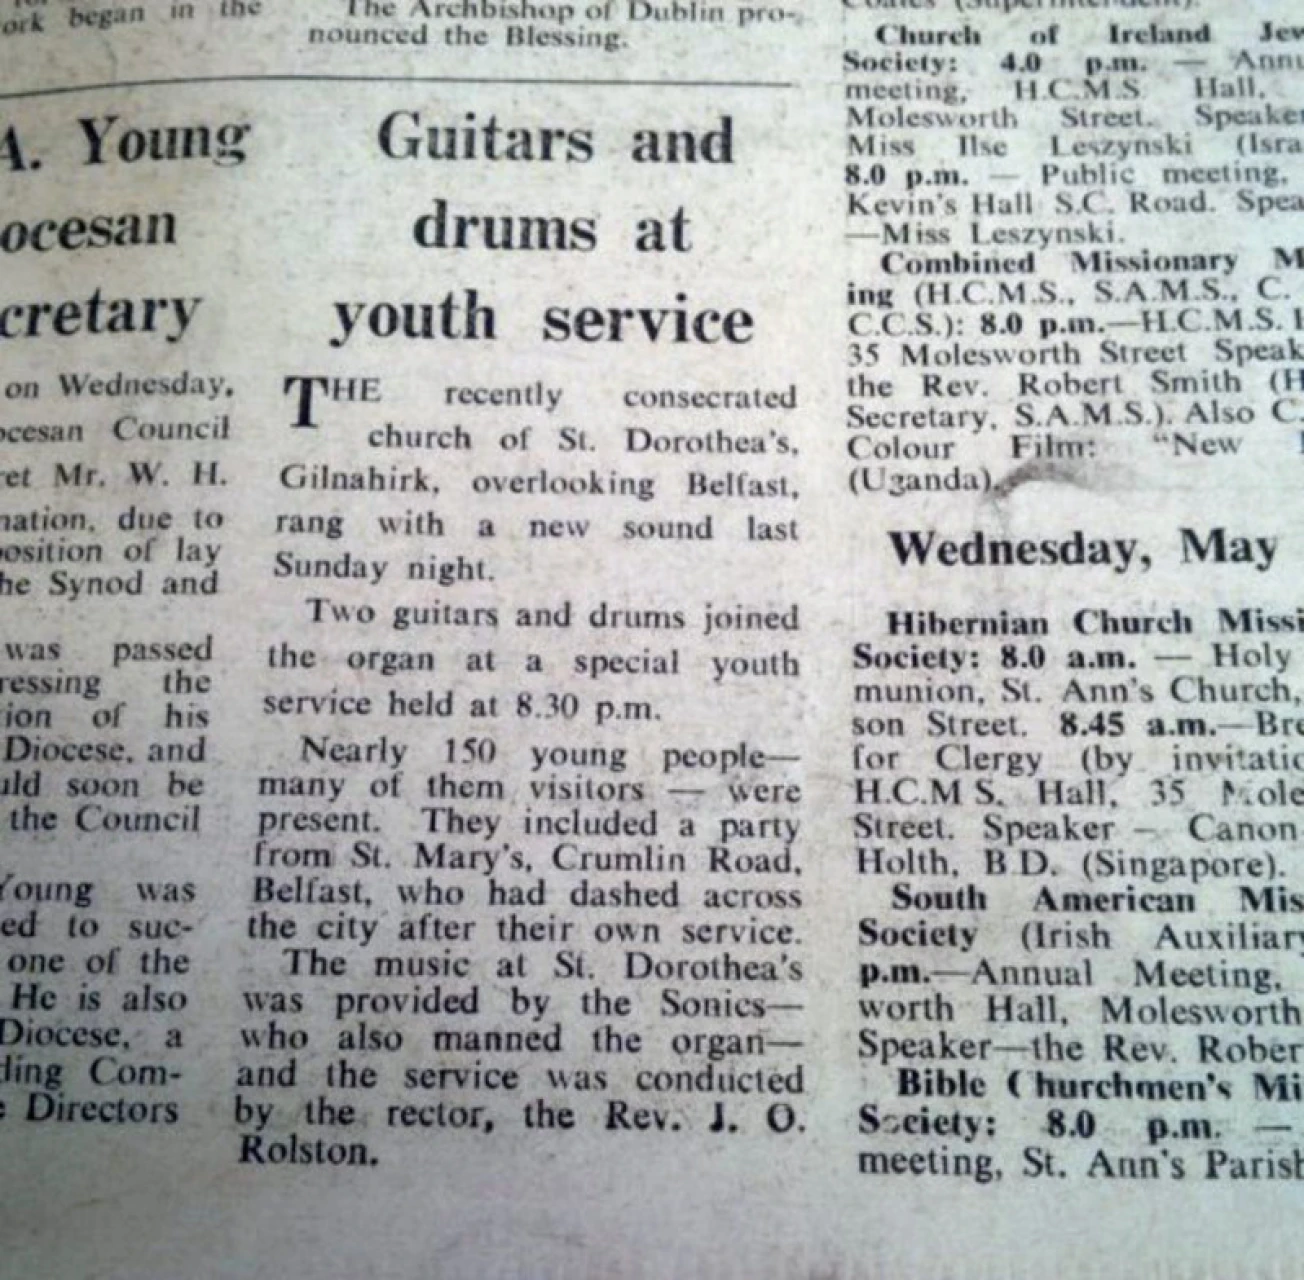 ork began in the
A. Young
ocesan
cretary
on Wednesday,
ocesan Council
ret Mr. W. H.
nation, due to
position of lay
he Synod and
was passed
ressing the
ion of his
Diocese, and
uld soon be
the Council
Young was
ed to suc-
one of the
He is also
Diocese, a
ding Com-
e Directors
The Archbishop of Dublin pro-
nounced the Blessing.
Guitars and
drums at
youth service
THE recently consecrated
church of St. Dorothea's,
Gilnahirk, overlooking Belfast,
rang with a new sound last
Sunday night.
Two guitars and drums joined
the organ at a special youth
service held at 8.30 p.m.
Nearly 150 young people—
many of them visitors — were
present. They included a party
from St. Mary's, Crumlin Road,
Belfast, who had dashed across
the city after their own service.
The music at St. Dorothea's
was provided by the Sonics—
who also manned the organ—
and the service was conducted
by the rector, the Rev. J. O.
Rolston.
Church of Ireland Jew
Society: 4.0 p.m. — Annu
meeting, H.C.M.S Hall,
Molesworth Street. Speaker
Miss Ilse Leszynski (Isra
8.0 p.m. — Public meeting,
Kevin's Hall S.C. Road. Spea
—Miss Leszynski.
Combined Missionary M
ing (H.C.M.S., S.A.M.S., C.
C.C.S.): 8.0 p.m.—H.C.M.S.
35 Molesworth Street Speak
the Rev. Robert Smith (H
Secretary, S.A.M.S.). Also C.
Colour Film: "New
(Uganda).
Wednesday, May
Hibernian Church Missi
Society: 8.0 a.m. — Holy
munion, St. Ann's Church,
son Street. 8.45 a.m.—Bre
for Clergy (by invitatio
H.C.M S. Hall, 35 Mole
Street. Speaker — Canon
Holth, B.D. (Singapore).
South American Mis
Society (Irish Auxiliary
p.m.—Annual Meeting,
worth Hall, Molesworth
Speaker—the Rev. Rober
Bible Churchmen's Mi
Society: 8.0 p.m. —
meeting, St. Ann's Parish